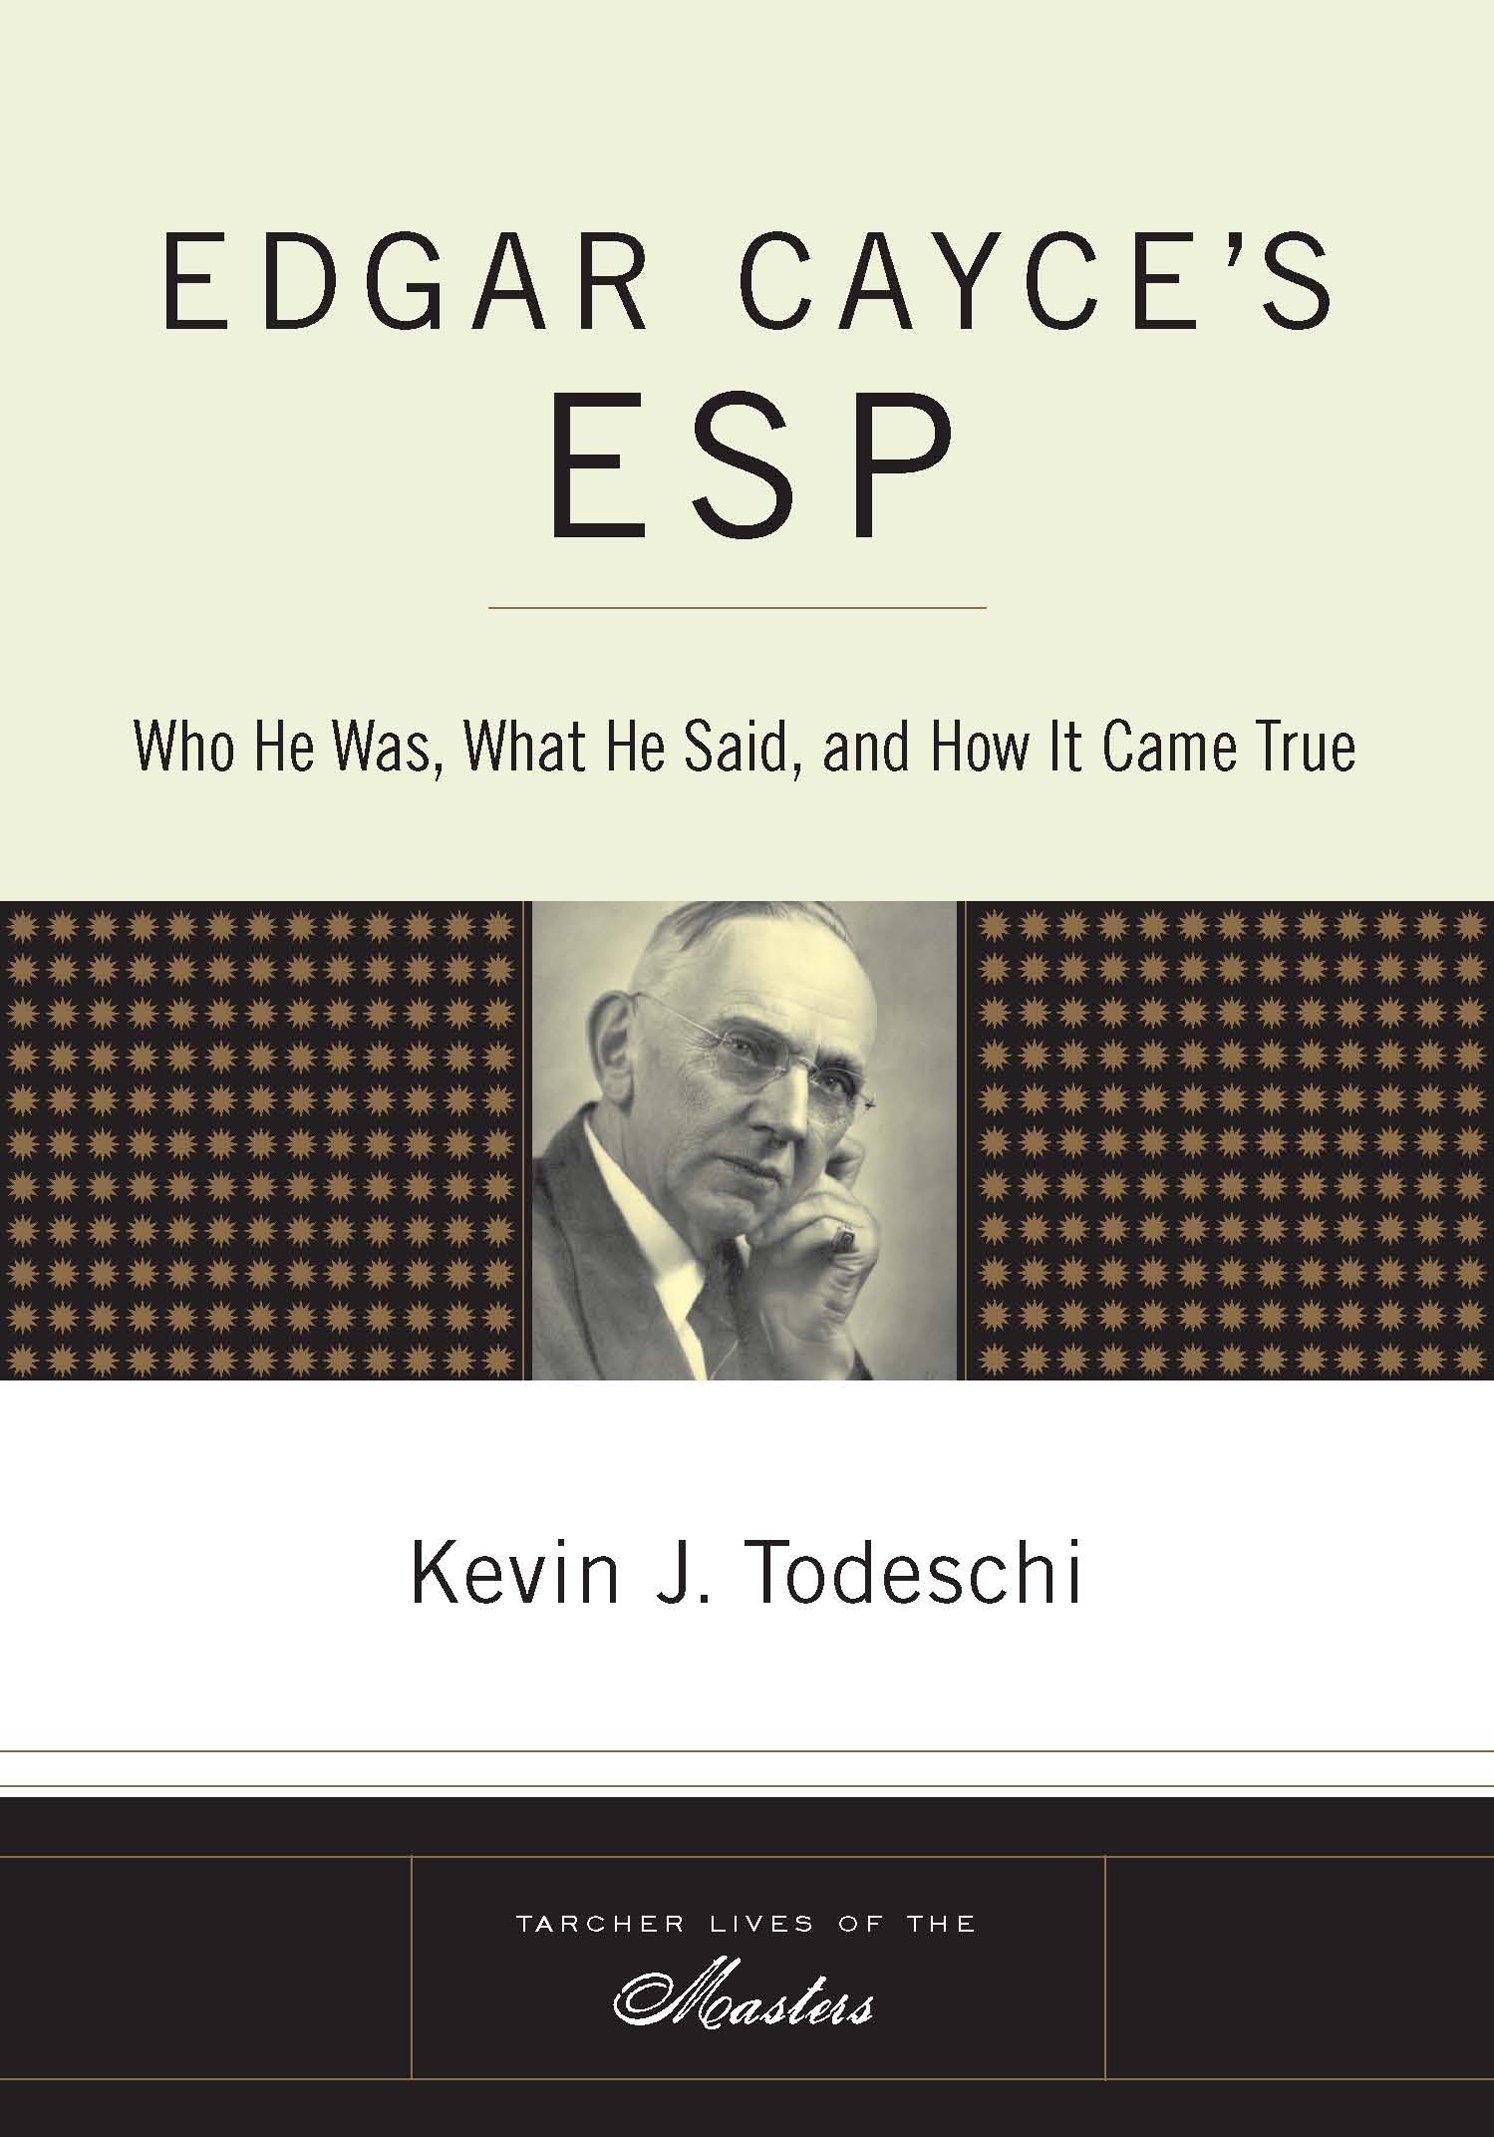 EDGAR CAYCE’S
ESP
Who He Was, What He Said, and How It Came True
Kevin J. Todeschi
TARCHER LIVES OF THE
Masters